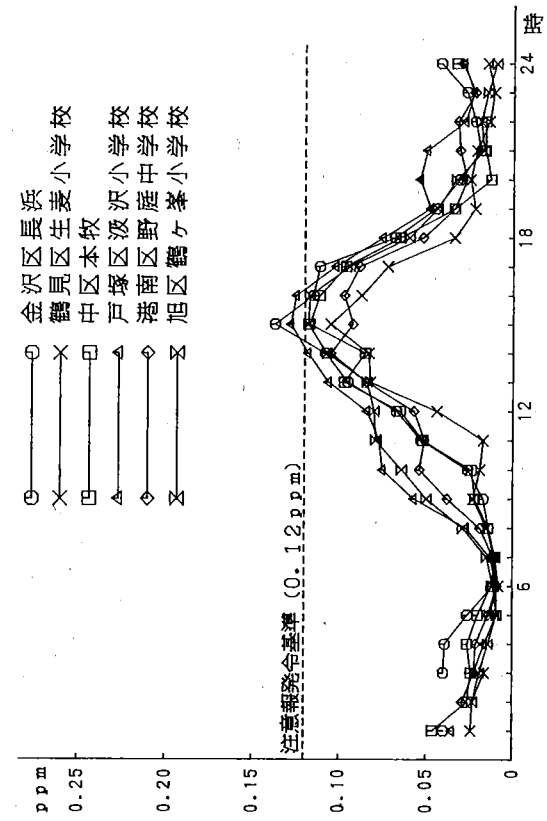 ppm
0.25
0.20
0.15
0.10
0.05
0
6
12
18
24
時
注意報発令基準 (0.12ppm)
金沢区長浜
鶴見区生麦小学校
中区本牧
戸塚区汲沢小学校
港南区野庭中学校
旭区鶴ヶ峯小学校